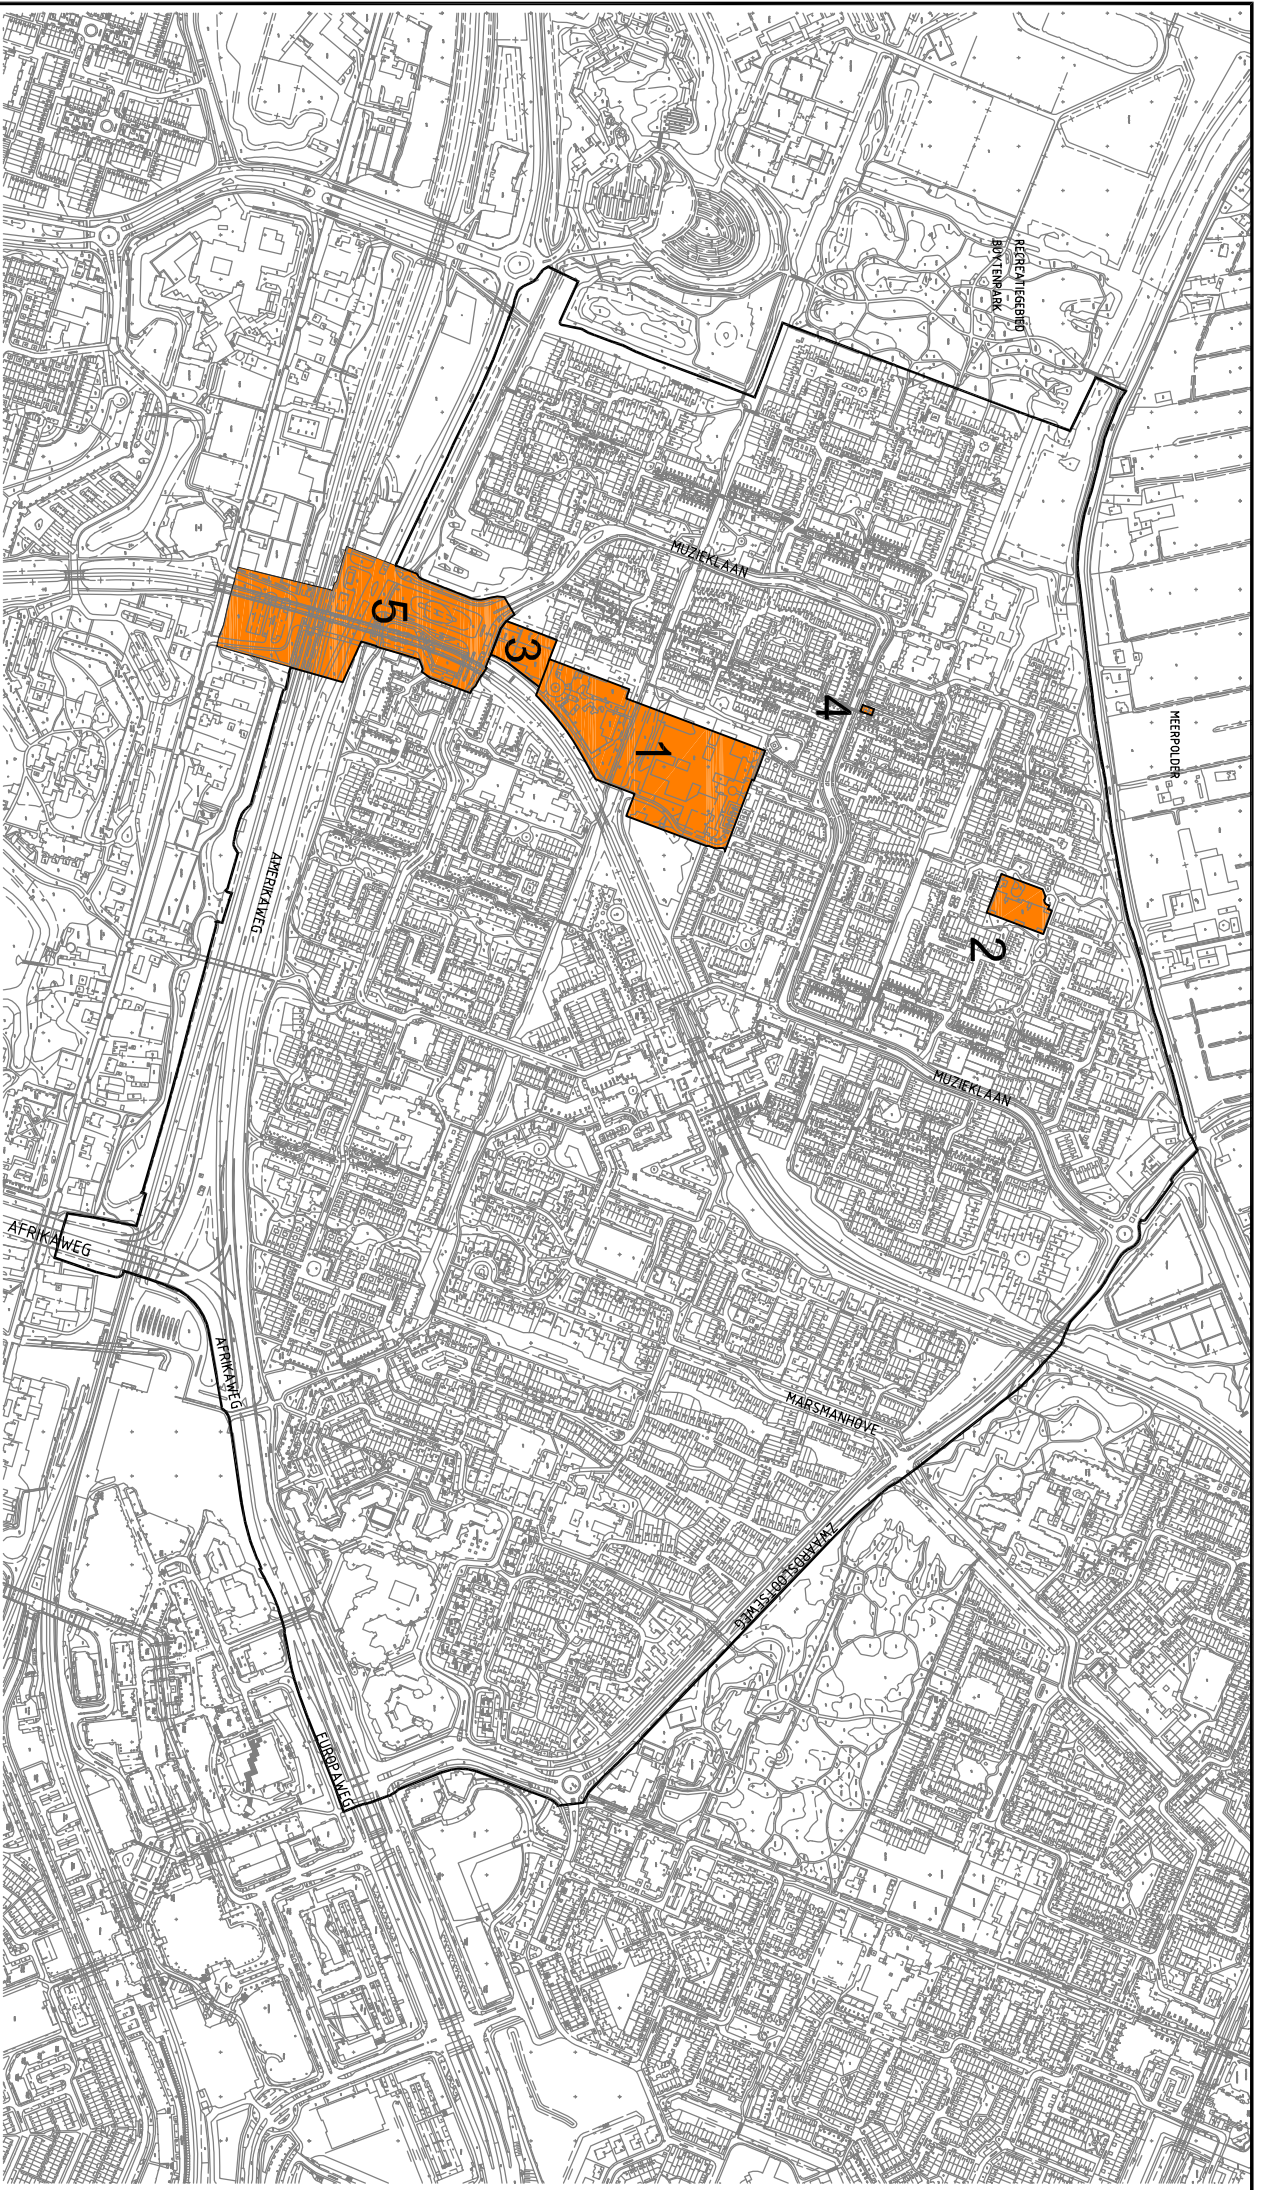 RECREATIEGEBIED
BUYTENPARK
MEERPOLDER
MUZIEKLAAN
5
3
1
4
2
AMERIKAWEG
MUZIEKLAAN
AFRIKAWEG
AFRIKAWEG
MARSMANHOVE
ZWAARDSLOOTSEWEG
EUROPAWEG